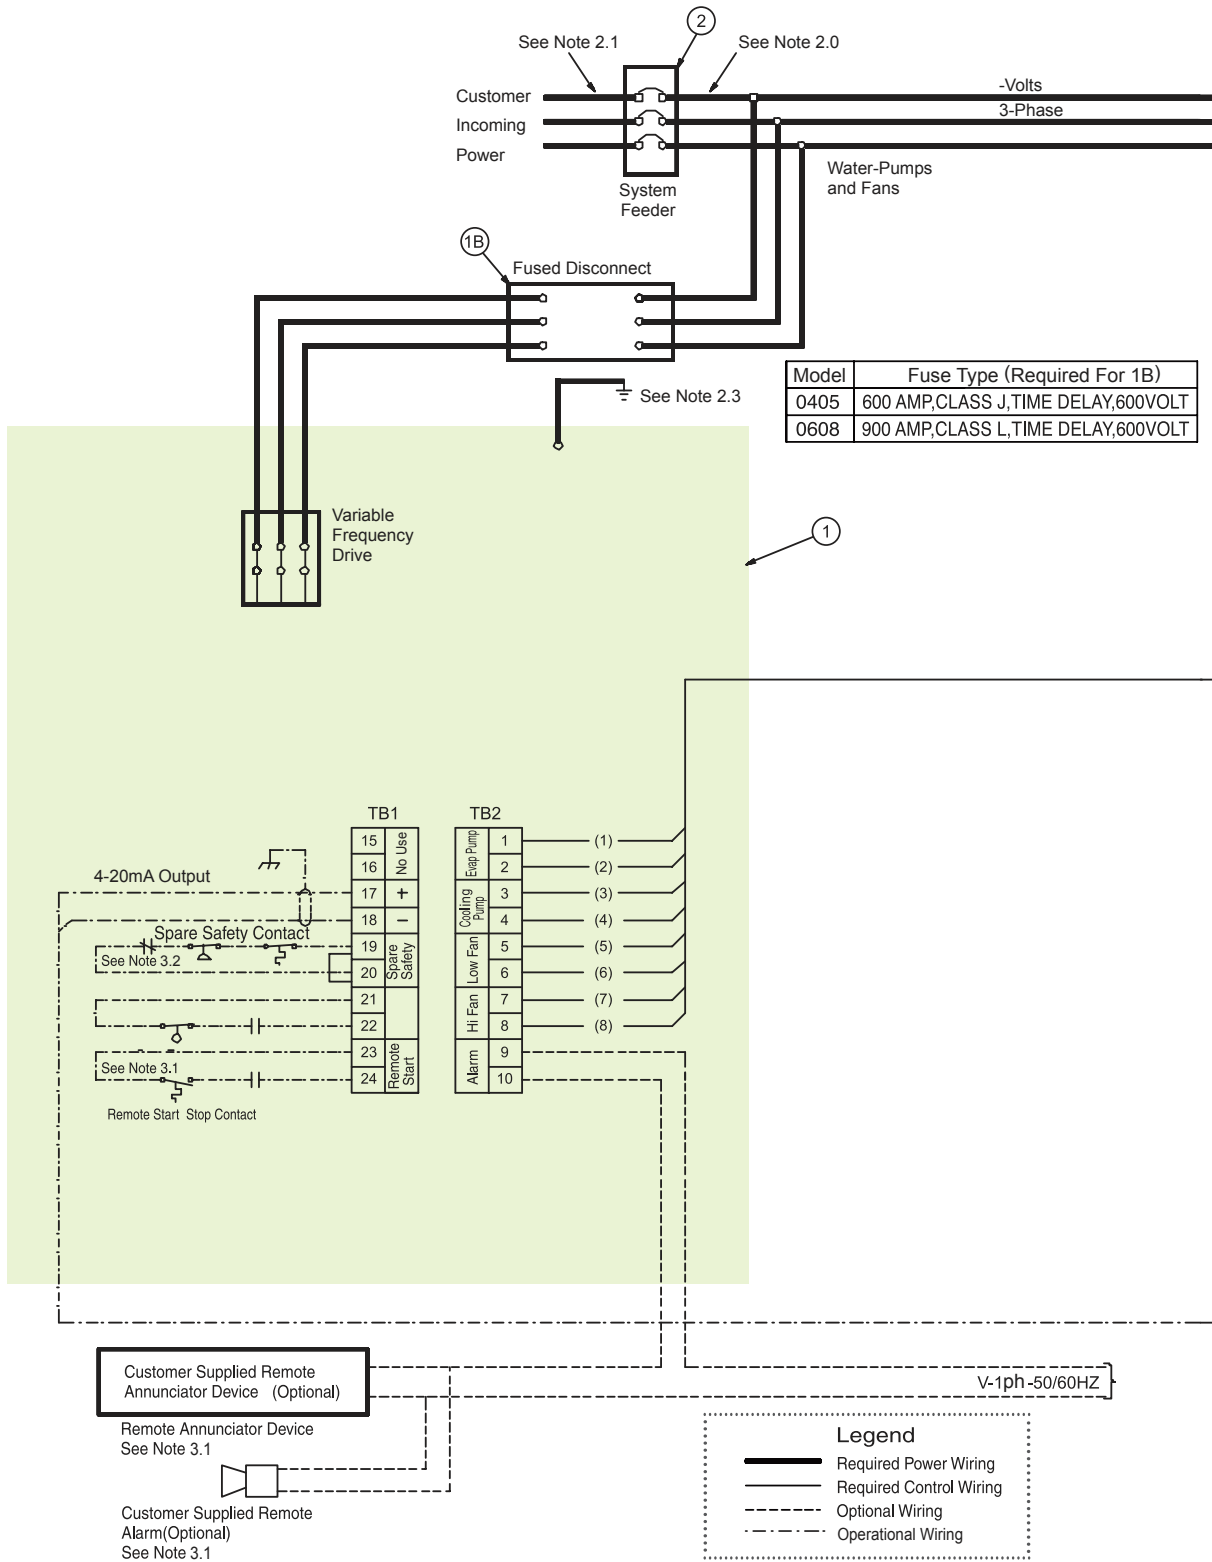 2
See Note 2.1
See Note 2.0
Customer
Incoming
Power
-Volts
3-Phase
Water-Pumps
and Fans
System
Feeder
1B
Fused Disconnect
See Note 2.3
Model Fuse Type (Required For 1B)
0405 600 AMP,CLASS J,TIME DELAY,600VOLT
0608 900 AMP,CLASS L,TIME DELAY,600VOLT
Variable
Frequency
Drive
1
TB1
TB2
15
16
No Use
17 +
18 −
19
20
Spare
Safety
21
22
23
24
Remote
Start
4-20mA Output
Spare Safety Contact
See Note 3.2
See Note 3.1
Remote Start Stop Contact
Evap Pump
1 (1)
2 (2)
Cooling
Pump
3 (3)
4 (4)
Low Fan
5 (5)
6 (6)
Hi Fan
7 (7)
8 (8)
Alarm
9
10
Customer Supplied Remote
Annunciator Device (Optional)
V-1ph-50/60HZ
Remote Annunciator Device
See Note 3.1
Customer Supplied Remote
Alarm(Optional)
See Note 3.1
Legend
Required Power Wiring
Required Control Wiring
Optional Wiring
Operational Wiring